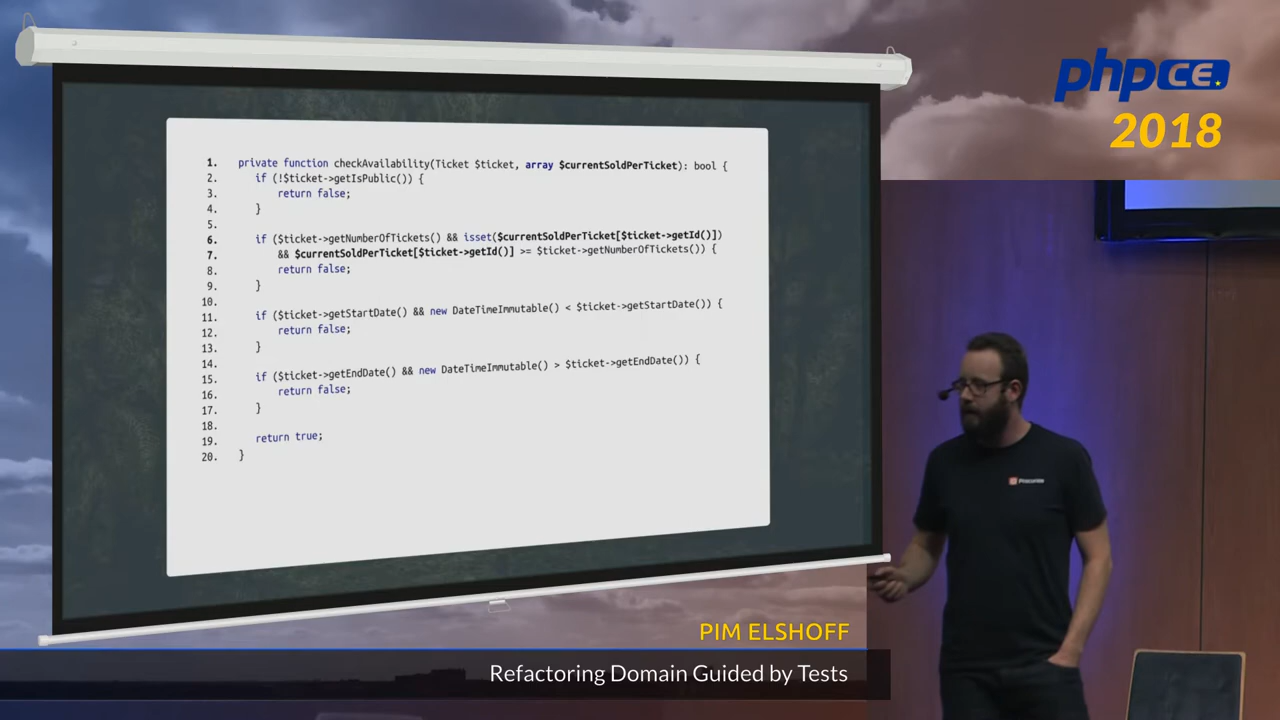 phpce
2018
1. private function checkAvailability(Ticket $ticket, array $currentSoldPerTicket): bool {
2. if (!$ticket->getIsPublic()) {
3. return false;
4. }
5.
6. if ($ticket->getNumberOfTickets() && isset($currentSoldPerTicket[$ticket->getId()])
7. && $currentSoldPerTicket[$ticket->getId()] >= $ticket->getNumberOfTickets()) {
8. return false;
9. }
10.
11. if ($ticket->getStartDate() && new DateTimeImmutable() < $ticket->getStartDate()) {
12. return false;
13. }
14.
15. if ($ticket->getEndDate() && new DateTimeImmutable() > $ticket->getEndDate()) {
16. return false;
17. }
18.
19. return true;
20. }
PIM ELSHOFF
Refactoring Domain Guided by Tests